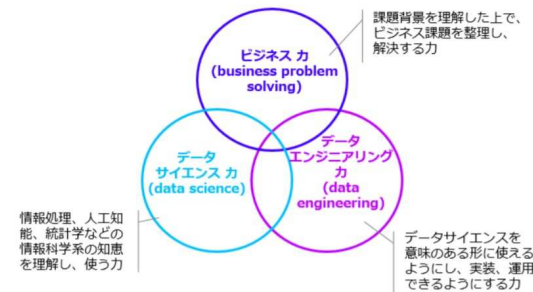 課題背景を理解した上で、
ビジネス課題を整理し、
解決する力
ビジネス 力
(business problem
solving)
データ
サイエンス 力
(data science)
データ
エンジニアリング
力
(data
engineering)
情報処理、人工知
能、統計学などの
情報科学系の知恵
を理解し、使う力
データサイエンスを
意味のある形に使える
ようにし、実装、運用
できるようにする力